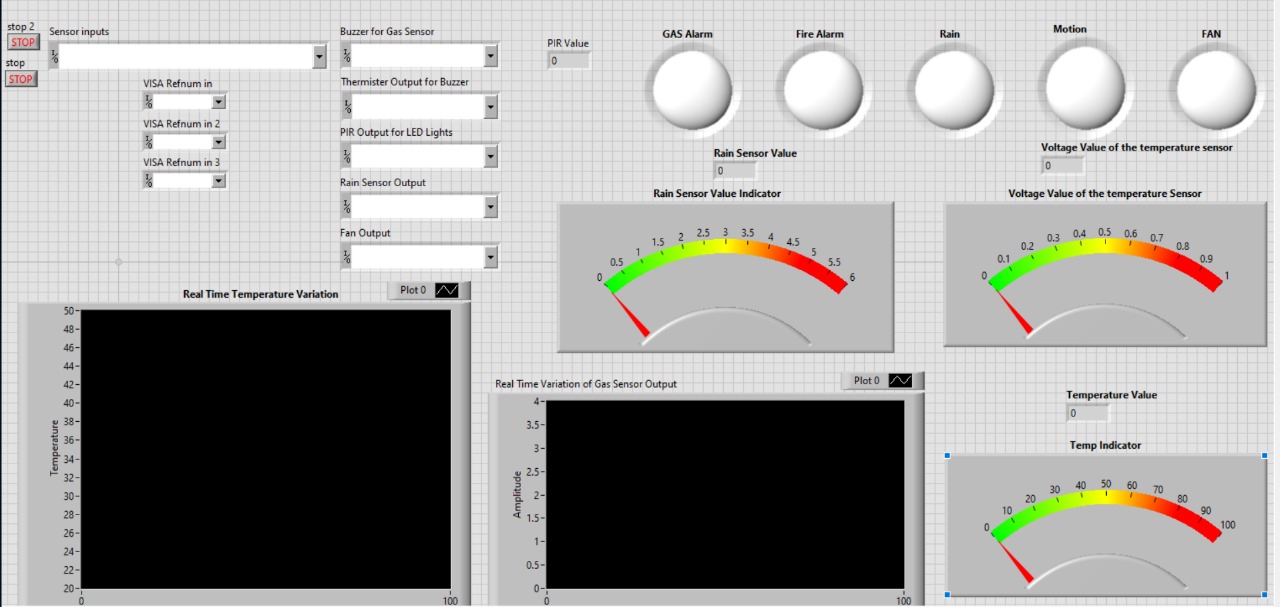 stop 2
STOP
stop
STOP
Sensor inputs
VISA Refnum in
VISA Refnum in 2
VISA Refnum in 3
Buzzer for Gas Sensor
Thermister Output for Buzzer
PIR Output for LED Lights
Rain Sensor Output
Fan Output
PIR Value
0
GAS Alarm
Fire Alarm
Rain
Motion
FAN
Rain Sensor Value
0
Voltage Value of the temperature sensor
0
Rain Sensor Value Indicator
0 0.5 1 1.5 2 2.5 3 3.5 4 4.5 5 5.5 6
Voltage Value of the temperature Sensor
0 0.1 0.2 0.3 0.4 0.5 0.6 0.7 0.8 0.9 1
Real Time Temperature Variation
Plot 0
Temperature
50
48
46
44
42
40
38
36
34
32
30
28
26
24
22
20
0 100
Real Time Variation of Gas Sensor Output
Plot 0
Amplitude
4
3.5
3
2.5
2
1.5
1
0.5
0
0 100
Temperature Value
0
Temp Indicator
0 10 20 30 40 50 60 70 80 90 100